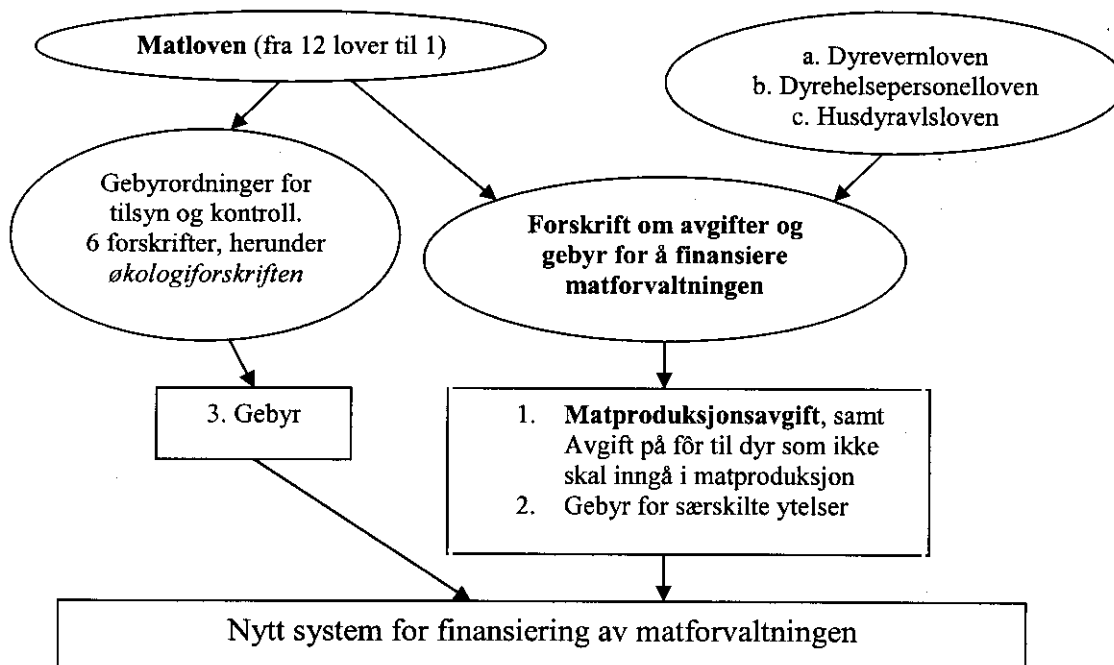 Matloven (fra 12 lover til 1)
a. Dyrevernloven
b. Dyrehelsepersonelloven
c. Husdyravlsloven
Gebyrordninger for
tilsyn og kontroll.
6 forskrifter, herunder
økologiforskriften
Forskrift om avgifter og
gebyr for å finansiere
matforvaltningen
3. Gebyr
1. Matproduksjonsavgift, samt
Avgift på fôr til dyr som ikke
skal inngå i matproduksjon
2. Gebyr for særskilte ytelser
Nytt system for finansiering av matforvaltningen